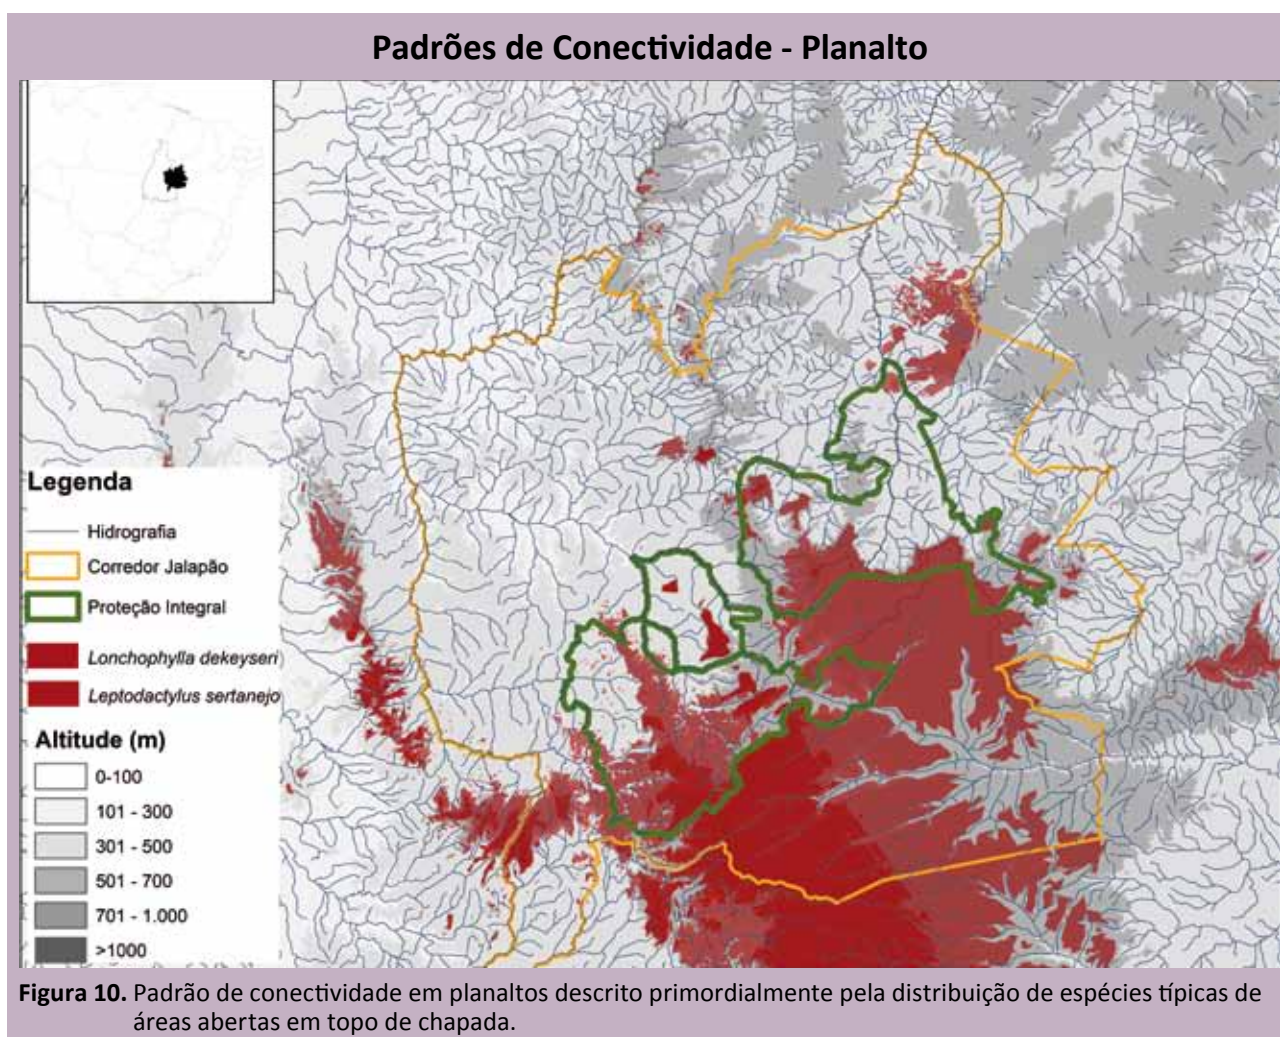 Padrões de Conectividade - Planalto
Legenda
Hidrografia
Corredor Jalapão
Proteção Integral
Lonchophylla dekeyseri
Leptodactylus sertanejo
Altitude (m)
0-100
101 - 300
301 - 500
501 - 700
701 - 1.000
>1000
Figura 10. Padrão de conectividade em planaltos descrito primordialmente pela distribuição de espécies típicas de
áreas abertas em topo de chapada.